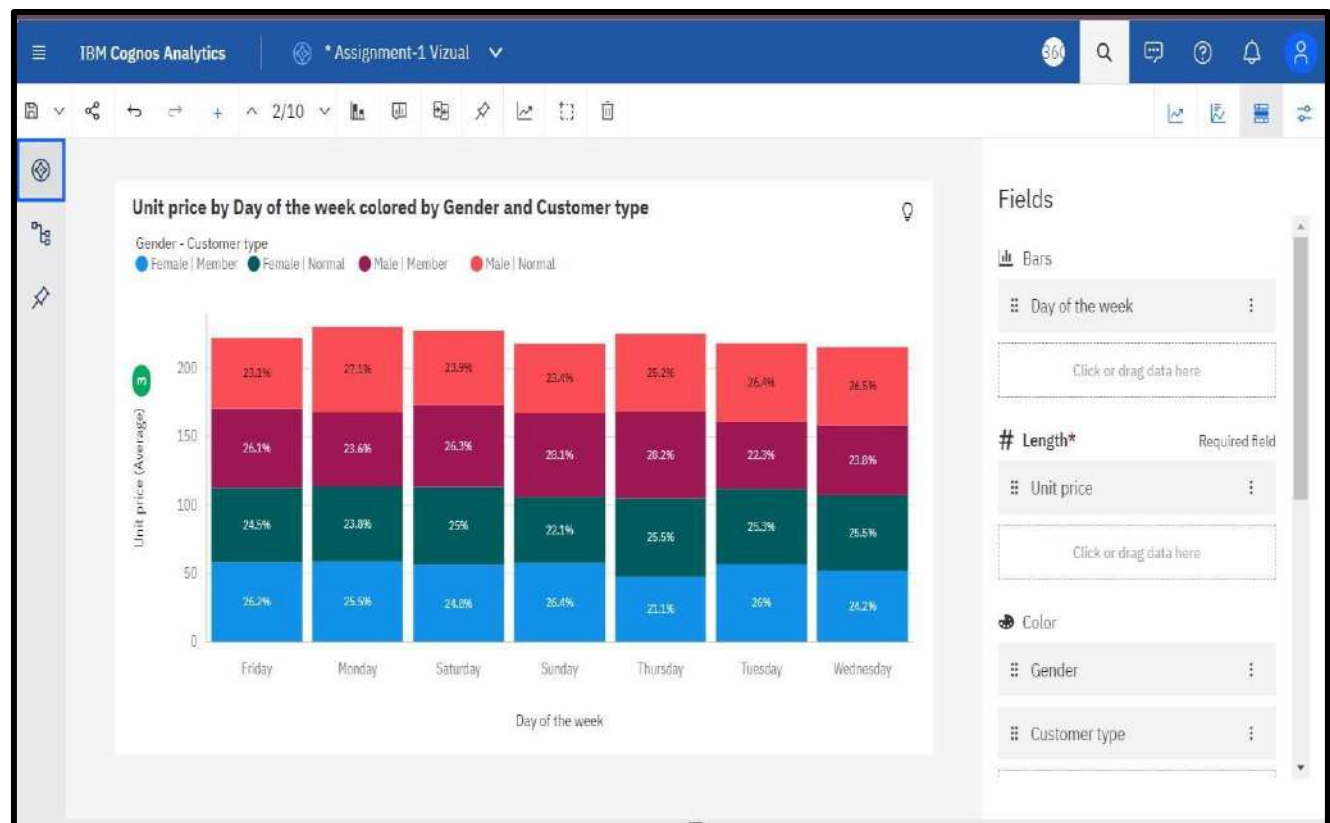 IBM Cognos Analytics
* Assignment-1 Vizual
360
2/10
Unit price by Day of the week colored by Gender and Customer type
Gender - Customer type
Female | Member
Female | Normal
Male | Member
Male | Normal
Unit price (Average)
3
200
150
100
50
0
23.1%
27.1%
23.9%
23.4%
25.2%
26.4%
26.5%
26.1%
23.6%
26.3%
28.1%
28.2%
22.3%
23.8%
24.5%
23.8%
25%
22.1%
25.5%
25.3%
25.5%
26.2%
25.5%
24.8%
26.4%
21.1%
26%
24.2%
Friday
Monday
Saturday
Sunday
Thursday
Tuesday
Wednesday
Day of the week
Fields
Bars
Day of the week
Click or drag data here
# Length*
Required field
Unit price
Click or drag data here
Color
Gender
Customer type